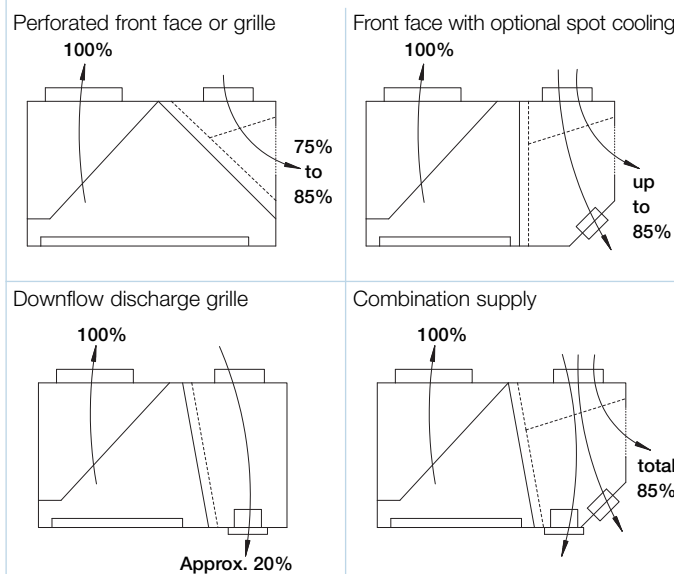 Perforated front face or grille
100%
75%
to
85%
Front face with optional spot cooling
100%
up
to
85%
Downflow discharge grille
100%
Approx. 20%
Combination supply
100%
total
85%